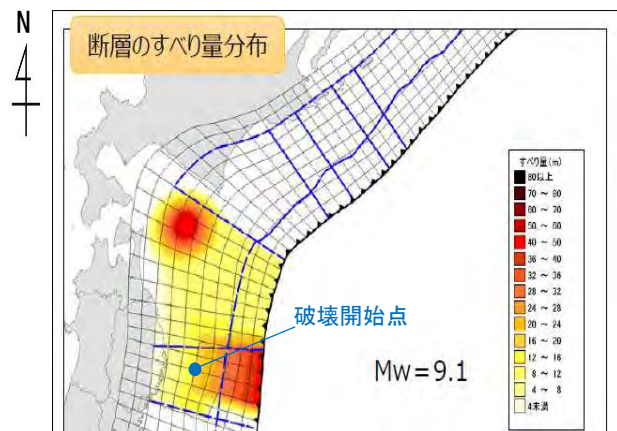 N
断層のすべり量分布
すべり量(m)
80以上
70 ~ 80
60 ~ 70
50 ~ 60
40 ~ 50
36 ~ 40
32 ~ 36
28 ~ 32
24 ~ 28
20 ~ 24
16 ~ 20
12 ~ 16
8 ~ 12
4 ~ 8
4未満
破壊開始点
Mw=9.1